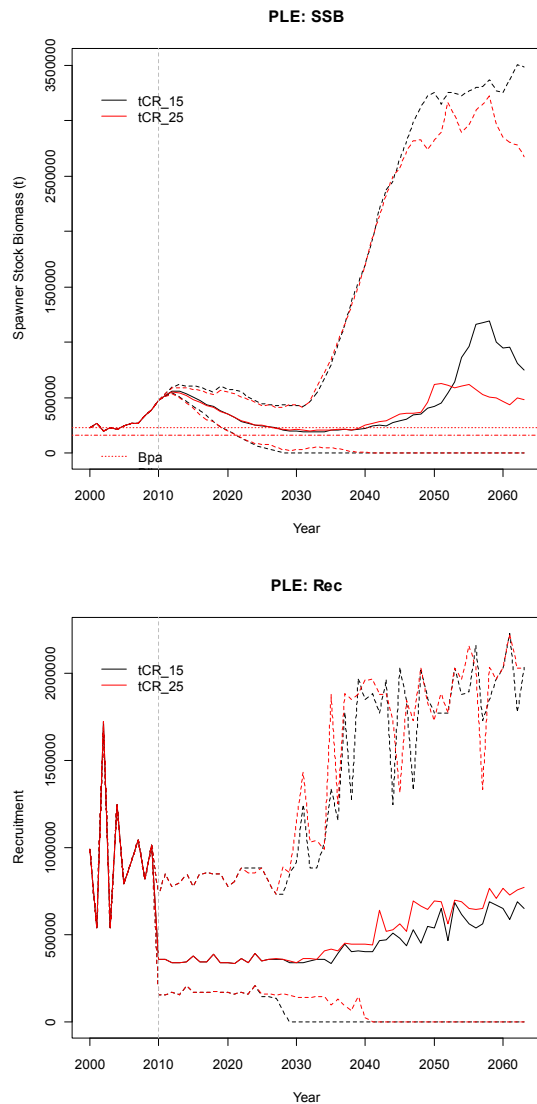 PLE: SSB
3500000
2500000
1500000
500000
0
Spawner Stock Biomass (t)
tCR_15
tCR_25
Bpa
2000 2010 2020 2030 2040 2050 2060
Year
PLE: Rec
2000000
1500000
1000000
500000
0
Recruitment
tCR_15
tCR_25
2000 2010 2020 2030 2040 2050 2060
Year